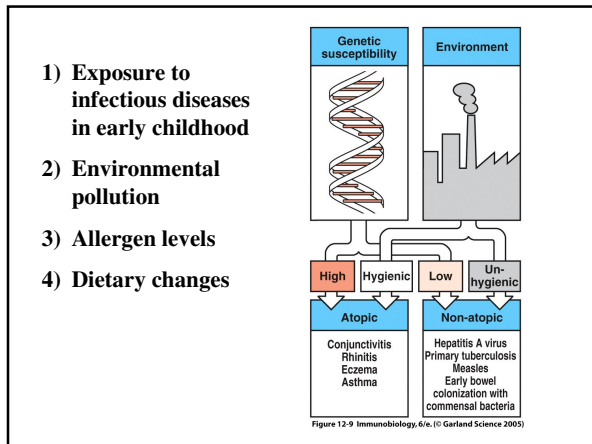 1) Exposure to
infectious diseases
in early childhood
2) Environmental
pollution
3) Allergen levels
4) Dietary changes
Genetic
susceptibility
Environment
High
Hygienic
Low
Un-
hygienic
Atopic
Non-atopic
Conjunctivitis
Rhinitis
Eczema
Asthma
Hepatitis A virus
Primary tuberculosis
Measles
Early bowel
colonization with
commensal bacteria
Figure 12-9 Immunobiology, 6/e. (© Garland Science 2005)